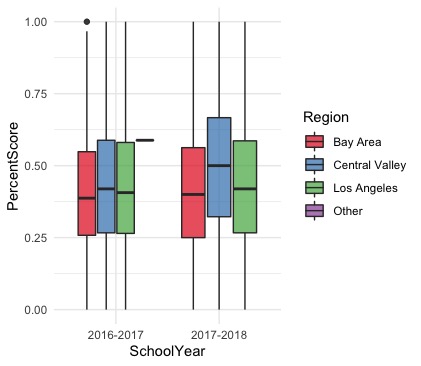 1.00
0.75
0.50
0.25
0.00
PercentScore
2016-2017
2017-2018
SchoolYear
Region
Bay Area
Central Valley
Los Angeles
Other